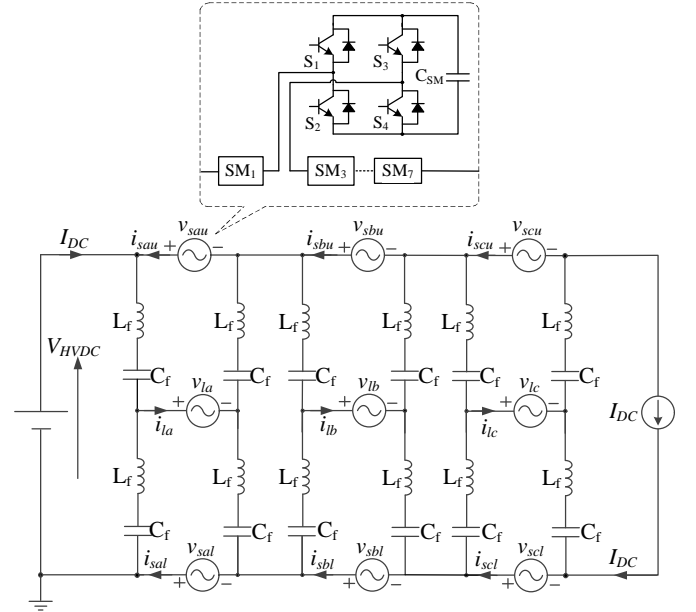 S1 S3
CSM
S2 S4
SM1 SM3 SM7
vsau vsbu vscu
IDC isau + − isbu + − iscu + −
Lf Lf Lf Lf Lf Lf
VHVDC
Cf Cf Cf Cf Cf Cf
vla vlb vlc
+ − + − + −
ila ilb ilc
IDC
Lf Lf Lf Lf Lf Lf
Cf Cf Cf Cf Cf Cf
vsal vsbl vscl
isal isbl iscl IDC
+ − + − + −